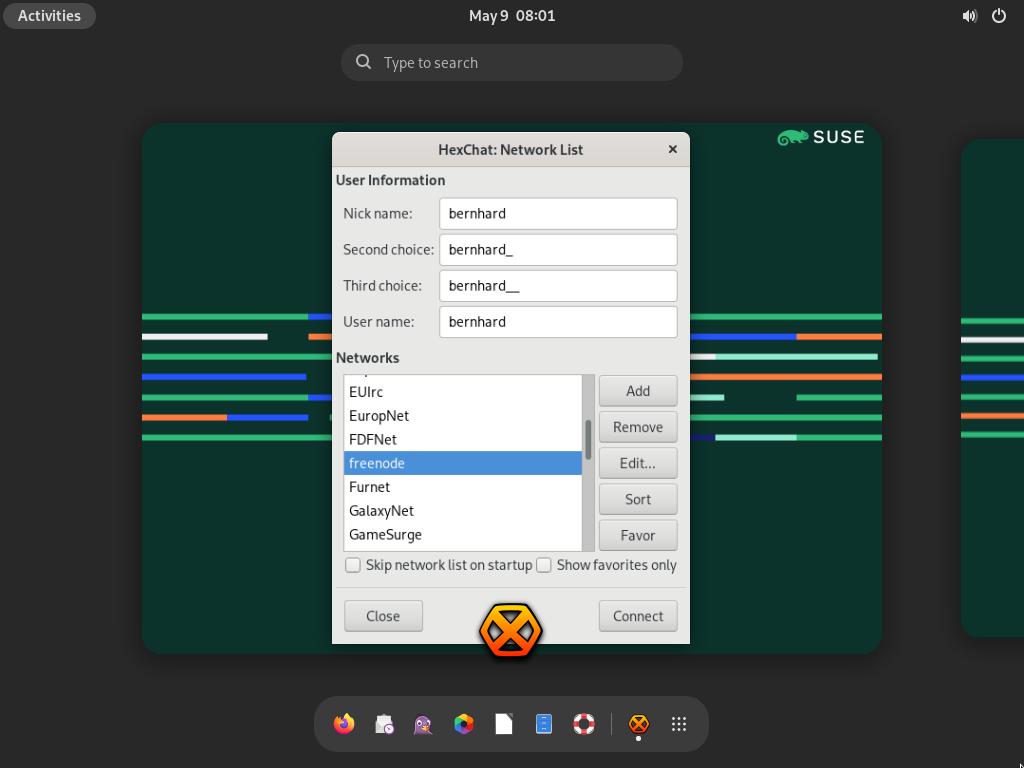 Activities
May 9 08:01
Type to search
SUSE
HexChat: Network List
User Information
Nick name: bernhard
Second choice: bernhard_
Third choice: bernhard__
User name: bernhard
Networks
EUIrc
EuropNet
FDFNet
freenode
Furnet
GalaxyNet
GameSurge
Add
Remove
Edit...
Sort
Favor
Skip network list on startup Show favorites only
Close Connect